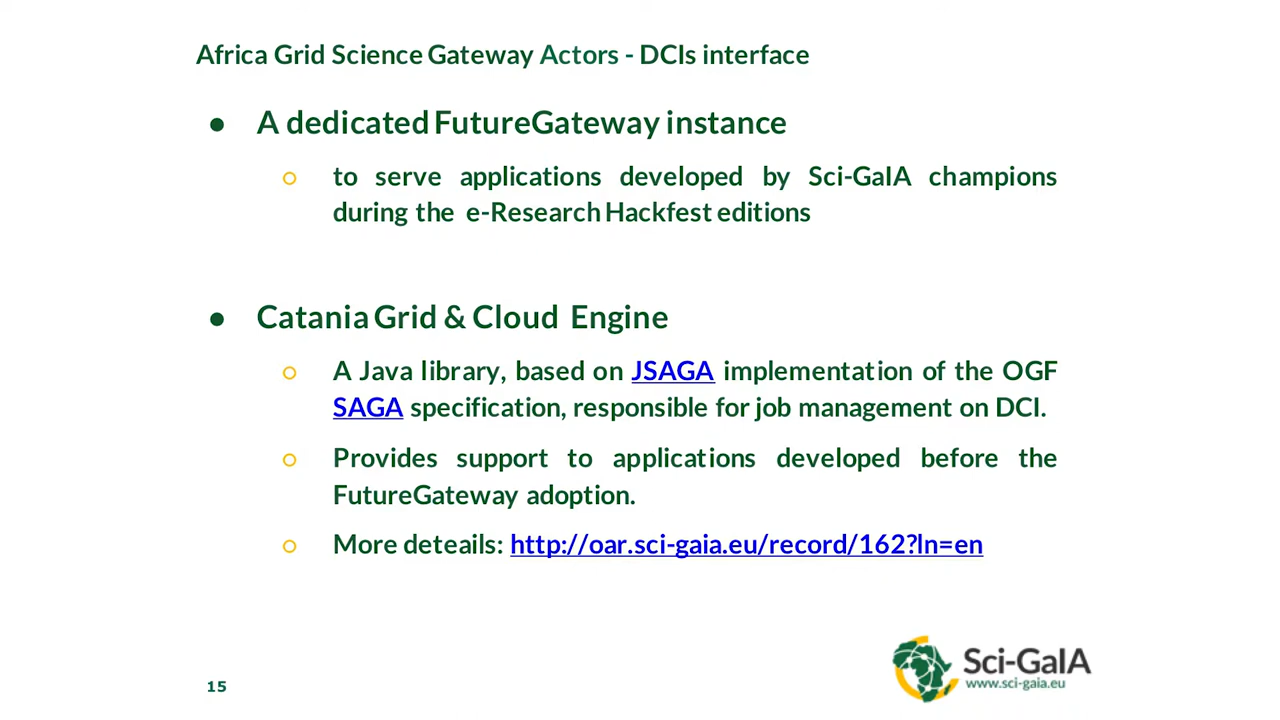 Africa Grid Science Gateway Actors - DCIs interface
● A dedicated FutureGateway instance
○ to serve applications developed by Sci-GaIA champions
during the e-Research Hackfest editions
● Catania Grid & Cloud Engine
○ A Java library, based on JSAGA implementation of the OGF
SAGA specification, responsible for job management on DCI.
○ Provides support to applications developed before the
FutureGateway adoption.
○ More deteails: http://oar.sci-gaia.eu/record/162?ln=en
Sci-GaIA
www.sci-gaia.eu
15